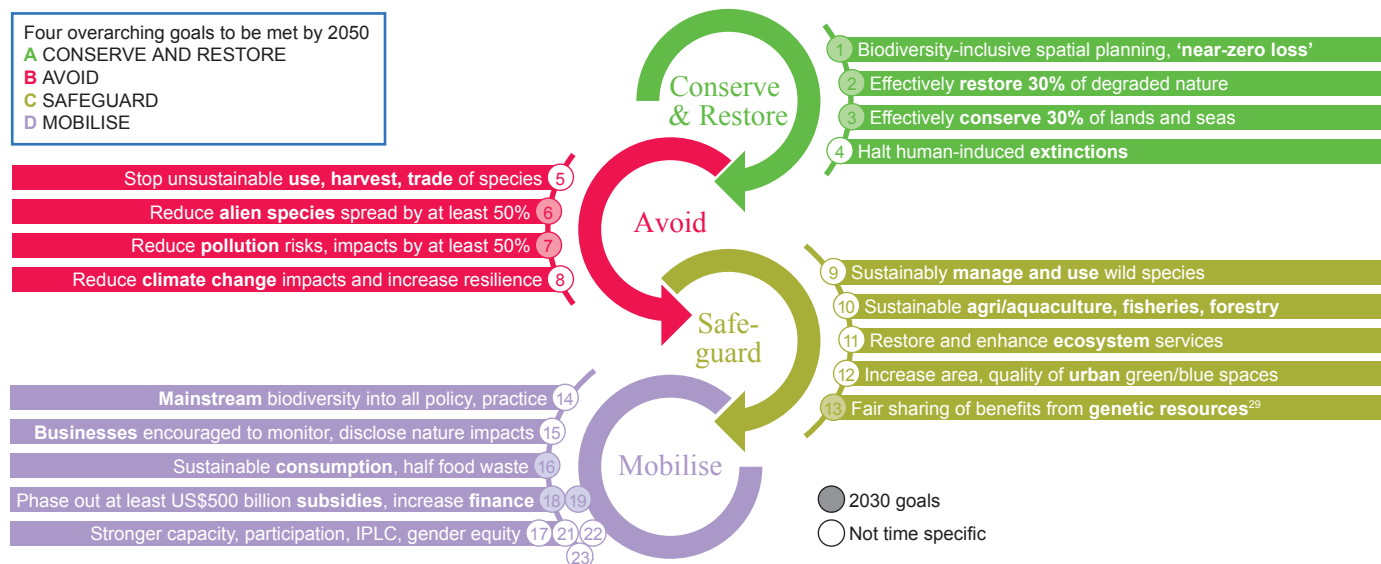 Four overarching goals to be met by 2050
A CONSERVE AND RESTORE
B AVOID
C SAFEGUARD
D MOBILISE
Conserve
& Restore
1 Biodiversity-inclusive spatial planning, ‘near-zero loss’
2 Effectively restore 30% of degraded nature
3 Effectively conserve 30% of lands and seas
4 Halt human-induced extinctions
Avoid
Stop unsustainable use, harvest, trade of species 5
Reduce alien species spread by at least 50% 6
Reduce pollution risks, impacts by at least 50% 7
Reduce climate change impacts and increase resilience 8
Safe-
guard
9 Sustainably manage and use wild species
10 Sustainable agri/aquaculture, fisheries, forestry
11 Restore and enhance ecosystem services
12 Increase area, quality of urban green/blue spaces
13 Fair sharing of benefits from genetic resources29
Mobilise
Mainstream biodiversity into all policy, practice 14
Businesses encouraged to monitor, disclose nature impacts 15
Sustainable consumption, half food waste 16
Phase out at least US$500 billion subsidies, increase finance 18 19
Stronger capacity, participation, IPLC, gender equity 17 21 22
23
2030 goals
Not time specific